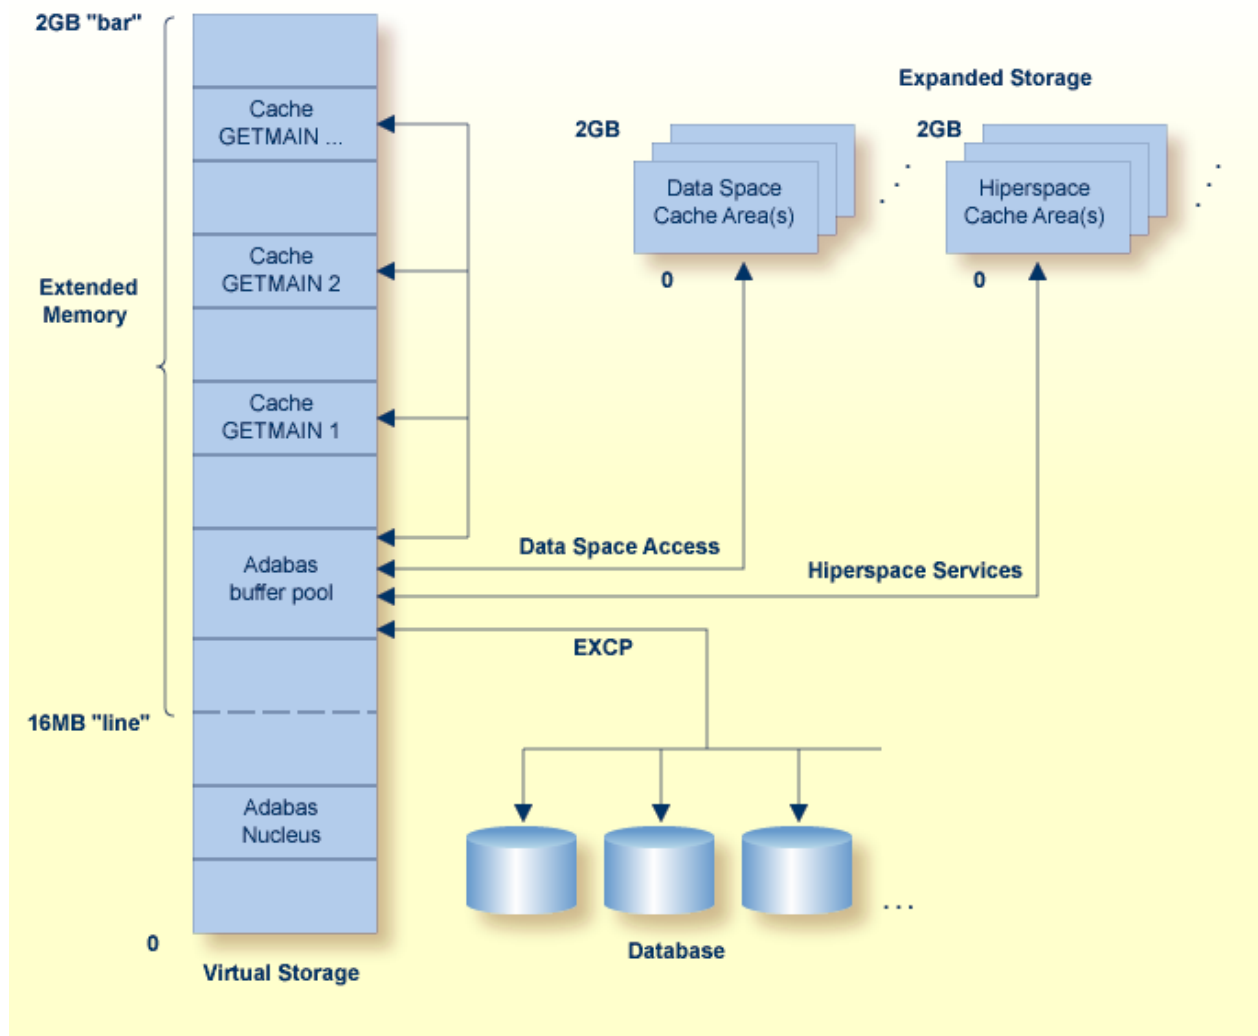 2GB "bar"
Expanded Storage
Cache
GETMAIN ...
2GB
2GB
Data Space
Cache Area(s)
Hiperspace
Cache Area(s)
. . .
. . .
Cache
GETMAIN 2
0
0
Extended
Memory
Cache
GETMAIN 1
Data Space Access
Adabas
buffer pool
Hiperspace Services
EXCP
16MB "line"
Adabas
Nucleus
. . .
0
Database
Virtual Storage